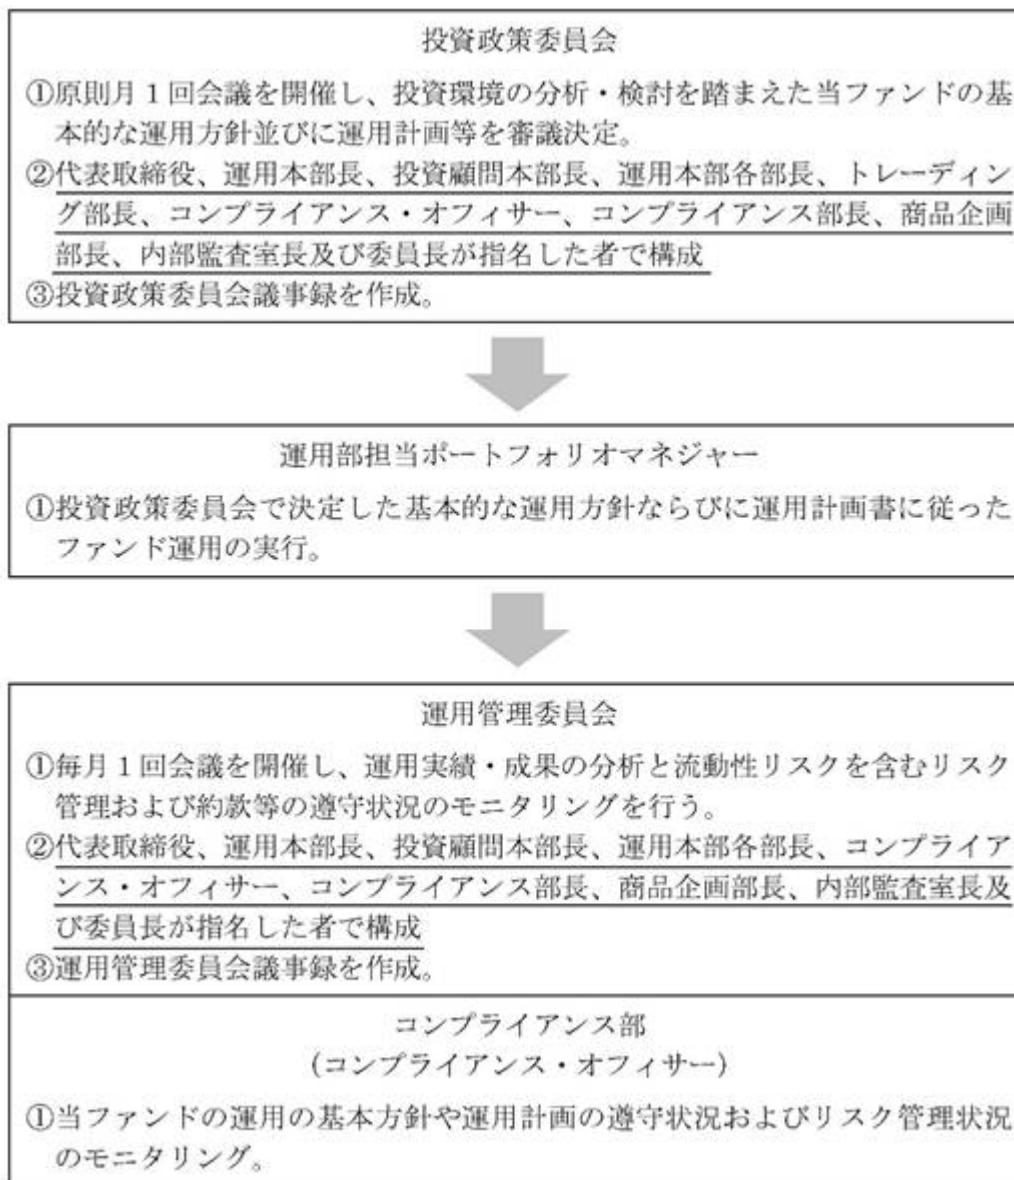 投資政策委員会
①原則月1回会議を開催し、投資環境の分析・検討を踏まえた当ファンドの基
本的な運用方針並びに運用計画等を審議決定。
②代表取締役、運用本部長、投資顧問本部長、運用本部各部長、トレーディン
グ部長、コンプライアンス・オフィサー、コンプライアンス部長、商品企画
部長、内部監査室長及び委員長が指名した者で構成
③投資政策委員会議事録を作成。
運用部担当ポートフォリオマネジャー
①投資政策委員会で決定した基本的な運用方針ならびに運用計画書に従った
ファンド運用の実行。
運用管理委員会
①毎月1回会議を開催し、運用実績・成果の分析と流動性リスクを含むリスク
管理および約款等の遵守状況のモニタリングを行う。
②代表取締役、運用本部長、投資顧問本部長、運用本部各部長、コンプライア
ンス・オフィサー、コンプライアンス部長、商品企画部長、内部監査室長及
び委員長が指名した者で構成
③運用管理委員会議事録を作成。
コンプライアンス部
(コンプライアンス・オフィサー)
①当ファンドの運用の基本方針や運用計画の遵守状況およびリスク管理状況
のモニタリング。